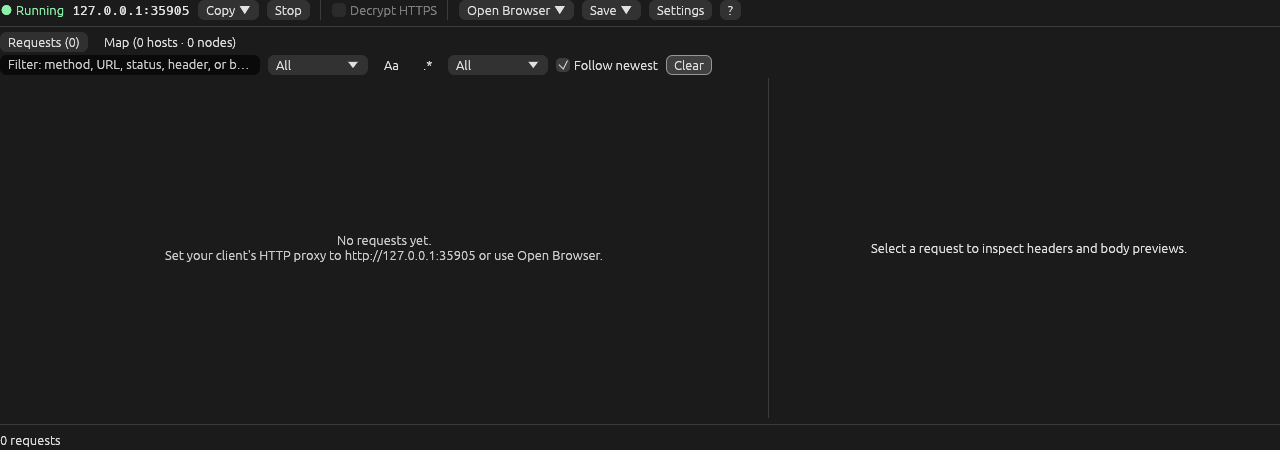 Running 127.0.0.1:35905 Copy Stop Decrypt HTTPS Open Browser Save Settings ?
Requests (0) Map (0 hosts · 0 nodes)
Filter: method, URL, status, header, or b… All Aa .* All Follow newest Clear
No requests yet.
Set your client's HTTP proxy to http://127.0.0.1:35905 or use Open Browser.
Select a request to inspect headers and body previews.
0 requests